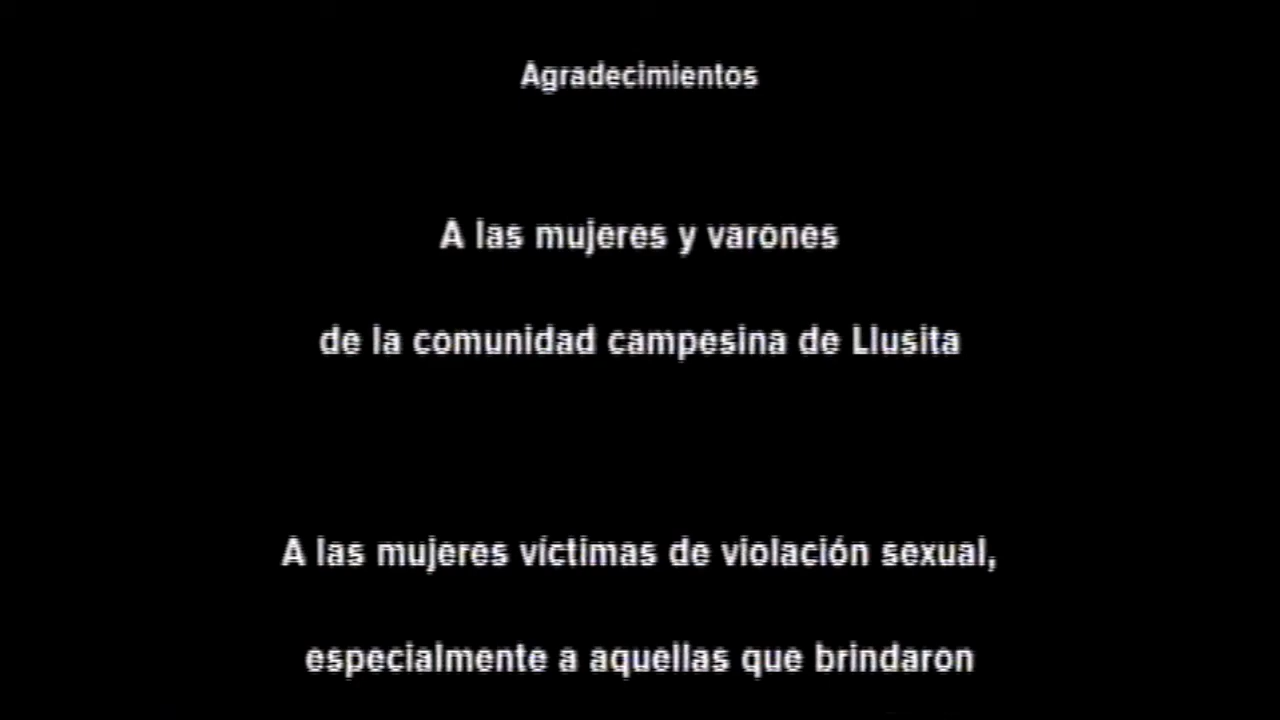 Agradecimientos
A las mujeres y varones
de la comunidad campesina de Llusita
A las mujeres víctimas de violación sexual,
especialmente a aquellas que brindaron